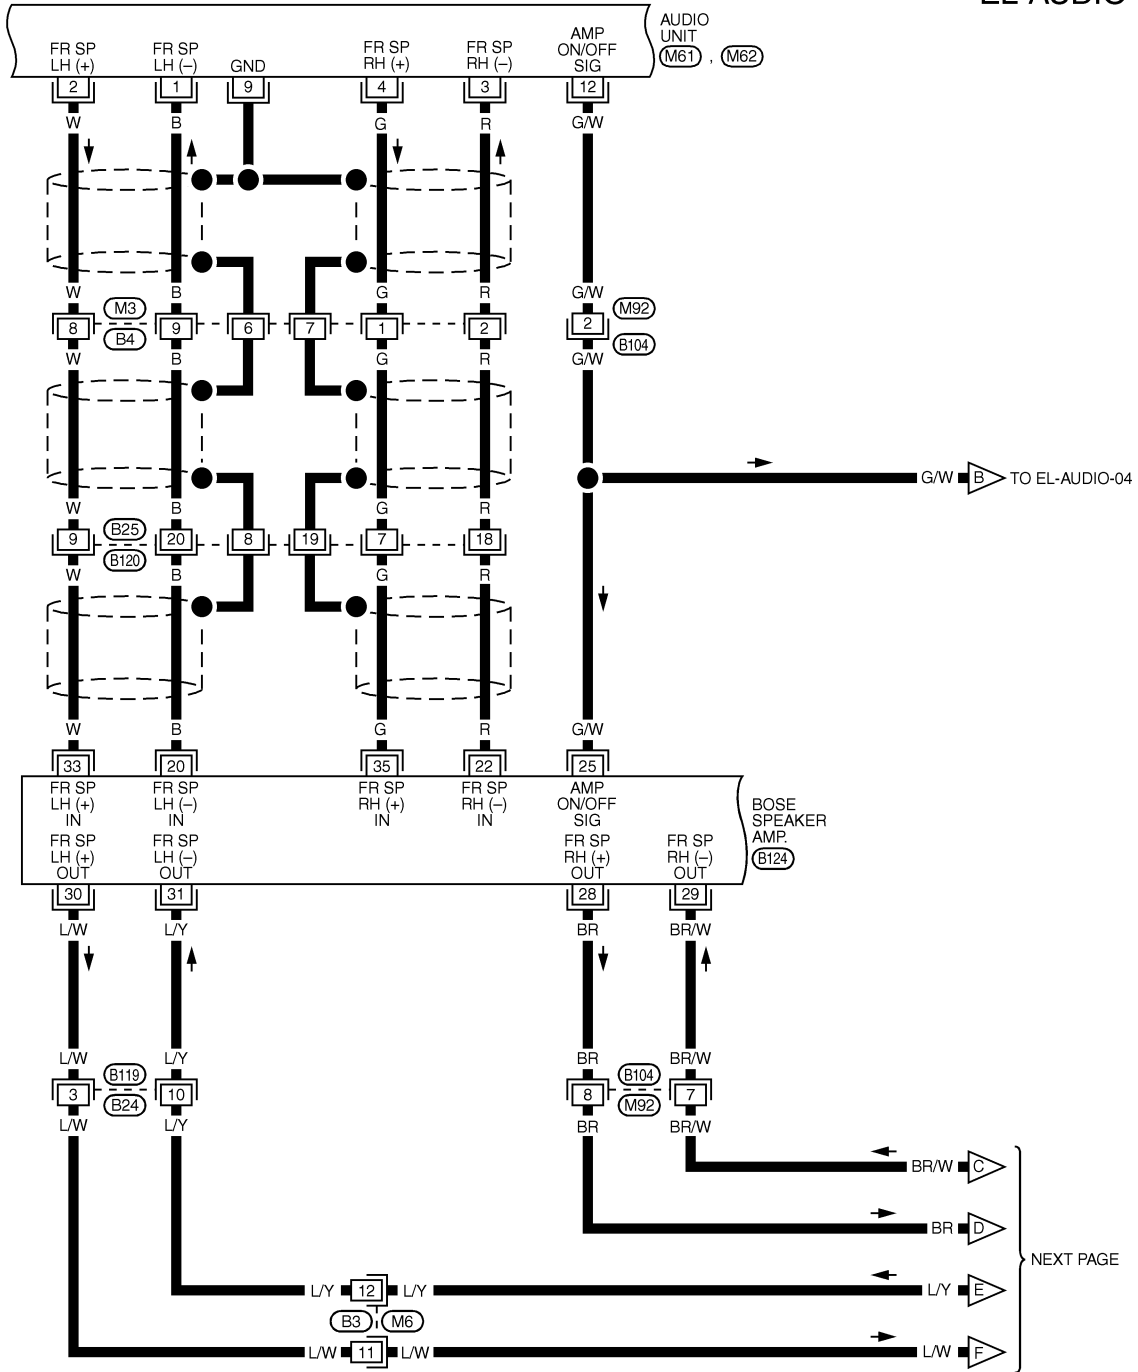 EL-AUDIO
AUDIO
UNIT
M61 , M62
FR SP
LH (+)
FR SP
LH (–)
GND
FR SP
RH (+)
FR SP
RH (–)
AMP
ON/OFF
SIG
2 1 9 4 3 12
W B G R G/W
W B G R G/W
M3
B4
8 9 6 7 1 2
M92
2
B104
W B G R G/W
G/W B TO EL-AUDIO-04
W B G R
B25
B120
9 20 8 19 7 18
W B G R
W B G R G/W
33 20 35 22 25
FR SP
LH (+)
IN
FR SP
LH (–)
IN
FR SP
RH (+)
IN
FR SP
RH (–)
IN
AMP
ON/OFF
SIG
BOSE
SPEAKER
AMP.
B124
FR SP
LH (+)
OUT
FR SP
LH (–)
OUT
FR SP
RH (+)
OUT
FR SP
RH (–)
OUT
30 31 28 29
L/W L/Y BR BR/W
L/W L/Y BR BR/W
B119
B24
3 10
B104
M92
8 7
L/W L/Y BR BR/W
BR/W C
BR D
NEXT PAGE
L/Y 12 L/Y L/Y E
B3 M6
L/W 11 L/W L/W F